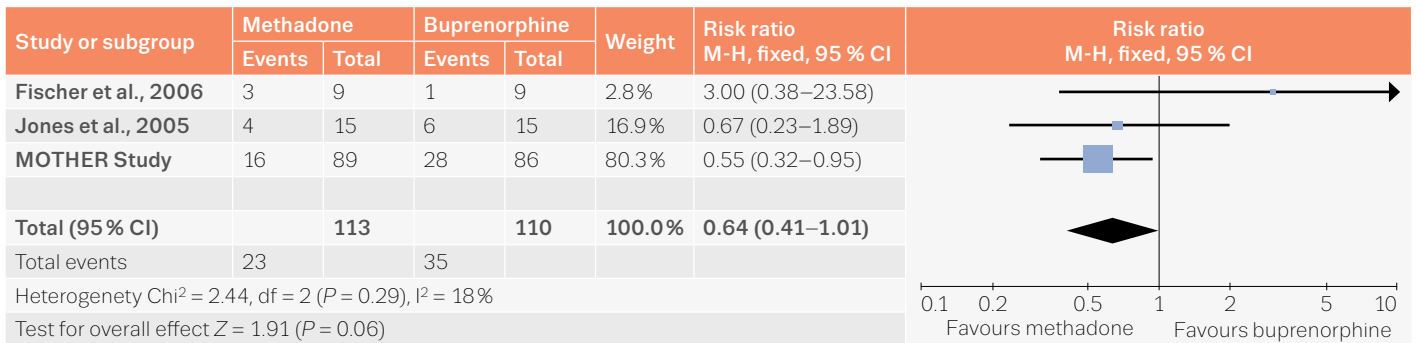 Study or subgroup Methadone Buprenorphine Weight Risk ratio M-H, fixed, 95 % CI Risk ratio M-H, fixed, 95 % CI
Events Total Events Total
Fischer et al., 2006 3 9 1 9 2.8 % 3.00 (0.38–23.58)
Jones et al., 2005 4 15 6 15 16.9 % 0.67 (0.23–1.89)
MOTHER Study 16 89 28 86 80.3 % 0.55 (0.32–0.95)
Total (95 % CI) 113 110 100.0 % 0.64 (0.41–1.01)
Total events 23 35
Heterogenety Chi² = 2.44, df = 2 (P = 0.29), I² = 18 %
Test for overall effect Z = 1.91 (P = 0.06)
0.1 0.2 0.5 1 2 5 10
Favours methadone Favours buprenorphine